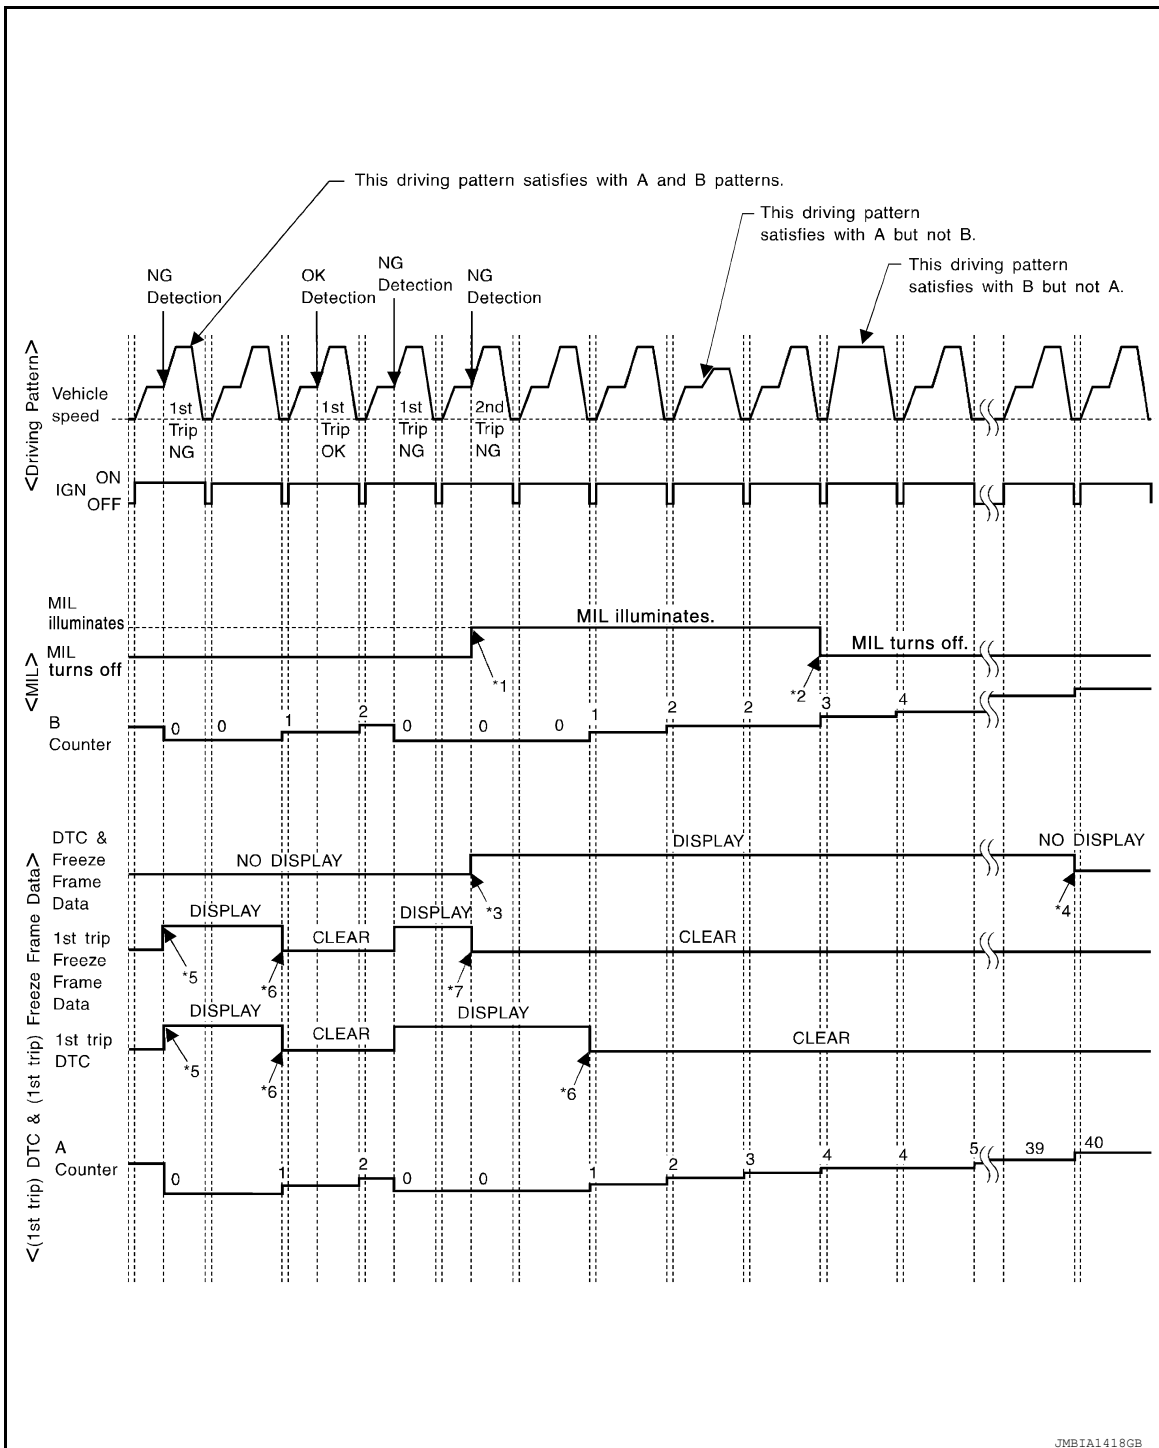 This driving pattern satisfies with A and B patterns.
This driving pattern
satisfies with A but not B.
This driving pattern
satisfies with B but not A.
NG
Detection
OK
Detection
NG
Detection
NG
Detection
<Driving Pattern>
Vehicle
speed
1st
Trip
NG
1st
Trip
OK
1st
Trip
NG
2nd
Trip
NG
IGN
ON
OFF
<MIL>
MIL
illuminates
MIL illuminates.
MIL
turns off
MIL turns off.
*1
*2
B
Counter
0 0 1 2 0 0 0 1 2 2 3 4
<(1st trip) DTC & (1st trip) Freeze Frame Data>
DTC &
Freeze
Frame
Data
NO DISPLAY
DISPLAY
NO DISPLAY
*3
*4
1st trip
Freeze
Frame
Data
DISPLAY
CLEAR
DISPLAY
CLEAR
*5
*6
*7
1st trip
DTC
DISPLAY
CLEAR
DISPLAY
CLEAR
*5
*6
*6
A
Counter
0 1 2 0 0 1 2 3 4 4 5 39 40
JMBIA1418GB